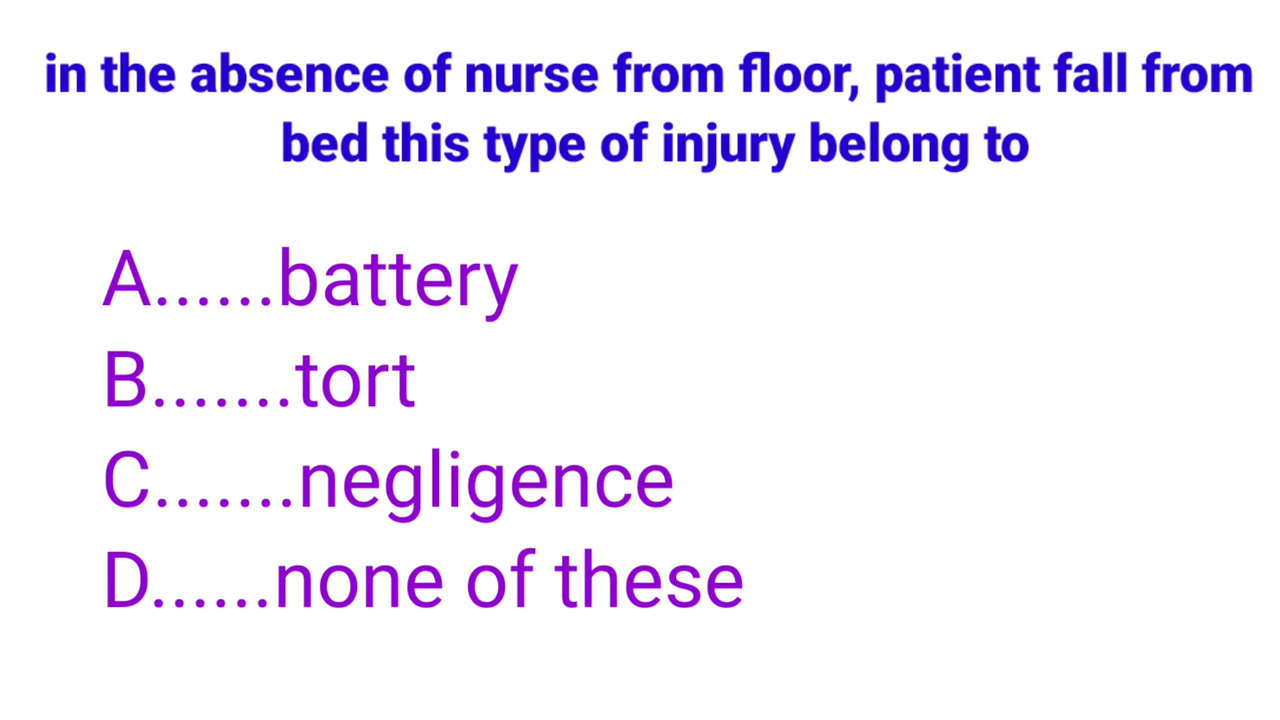 in the absence of nurse from floor, patient fall from
bed this type of injury belong to
A......battery
B.......tort
C.......negligence
D......none of these